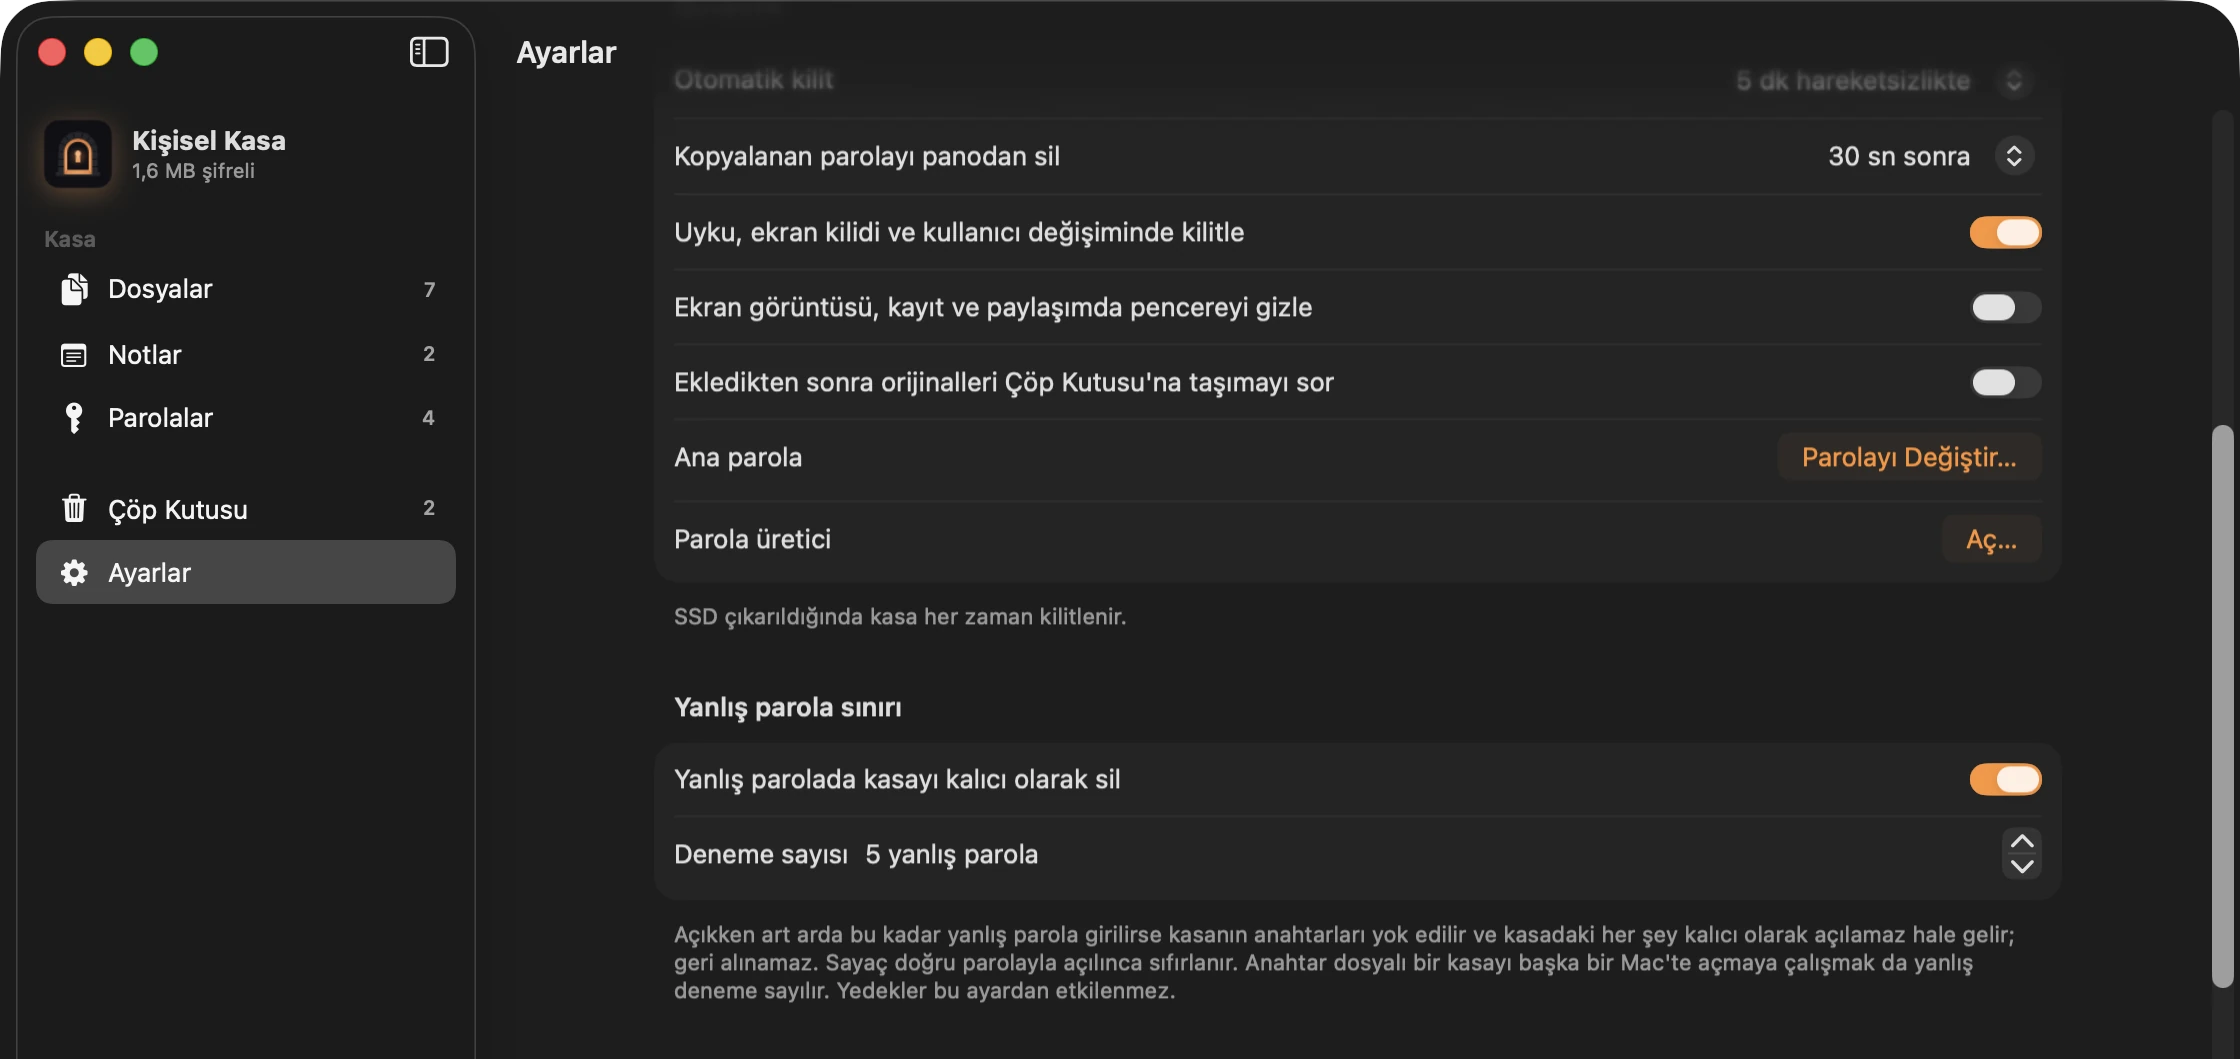 Ayarlar
Kişisel Kasa
1,6 MB şifreli
Kasa
Dosyalar 7
Notlar 2
Parolalar 4
Çöp Kutusu 2
Ayarlar
Otomatik kilit 5 dk hareketsizlikte
Kopyalanan parolayı panodan sil 30 sn sonra
Uyku, ekran kilidi ve kullanıcı değişiminde kilitle
Ekran görüntüsü, kayıt ve paylaşımda pencereyi gizle
Ekledikten sonra orijinalleri Çöp Kutusu'na taşımayı sor
Ana parola Parolayı Değiştir...
Parola üretici Aç...
SSD çıkarıldığında kasa her zaman kilitlenir.
Yanlış parola sınırı
Yanlış parolada kasayı kalıcı olarak sil
Deneme sayısı 5 yanlış parola
Açıkken art arda bu kadar yanlış parola girilirse kasanın anahtarları yok edilir ve kasadaki her şey kalıcı olarak açılamaz hale gelir;
geri alınamaz. Sayaç doğru parolayla açılınca sıfırlanır. Anahtar dosyalı bir kasayı başka bir Mac'te açmaya çalışmak da yanlış
deneme sayılır. Yedekler bu ayardan etkilenmez.